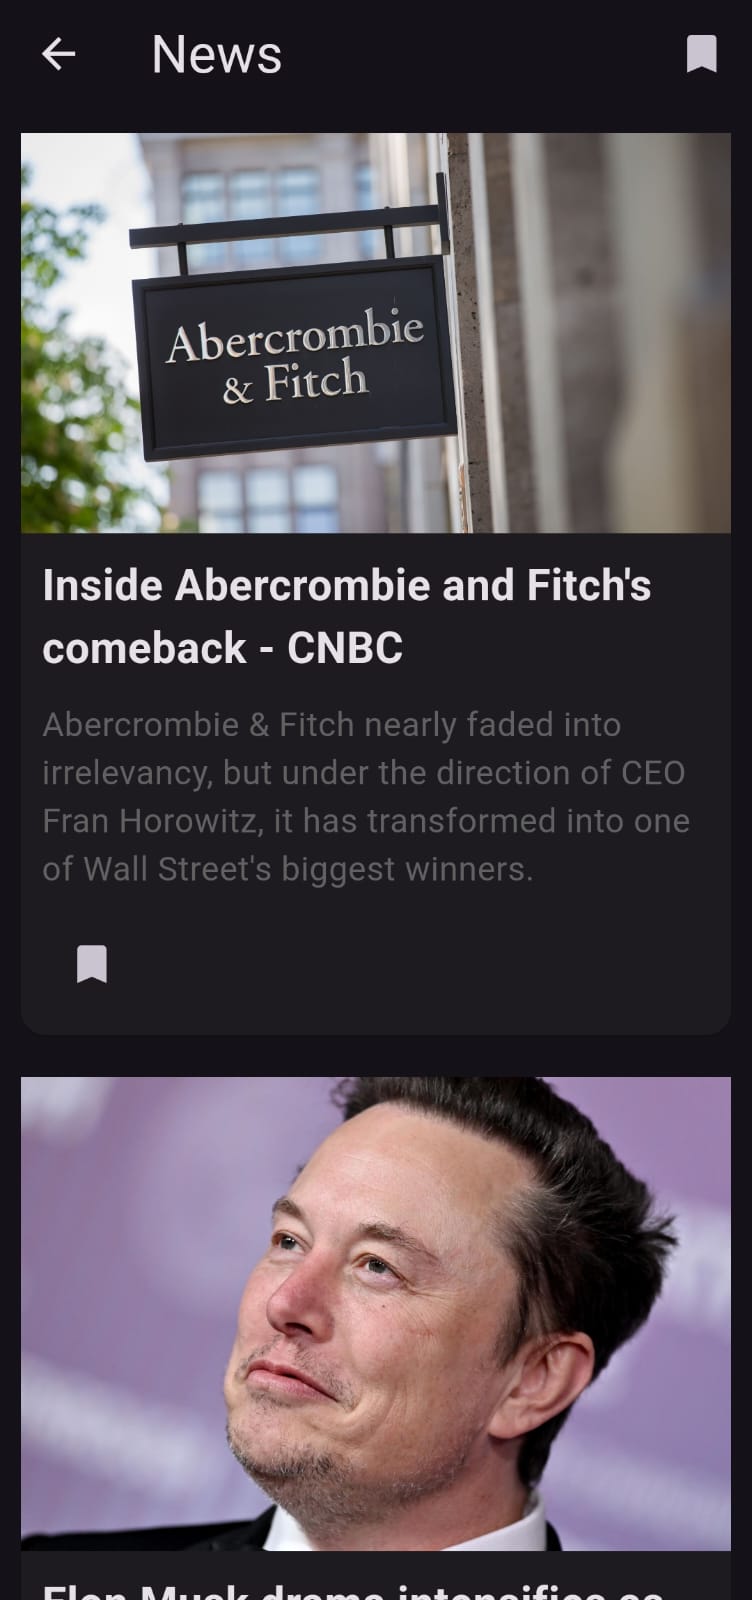 News
Abercrombie
& Fitch
Inside Abercrombie and Fitch's
comeback - CNBC
Abercrombie & Fitch nearly faded into
irrelevancy, but under the direction of CEO
Fran Horowitz, it has transformed into one
of Wall Street's biggest winners.
Elon Musk drama intensifies as